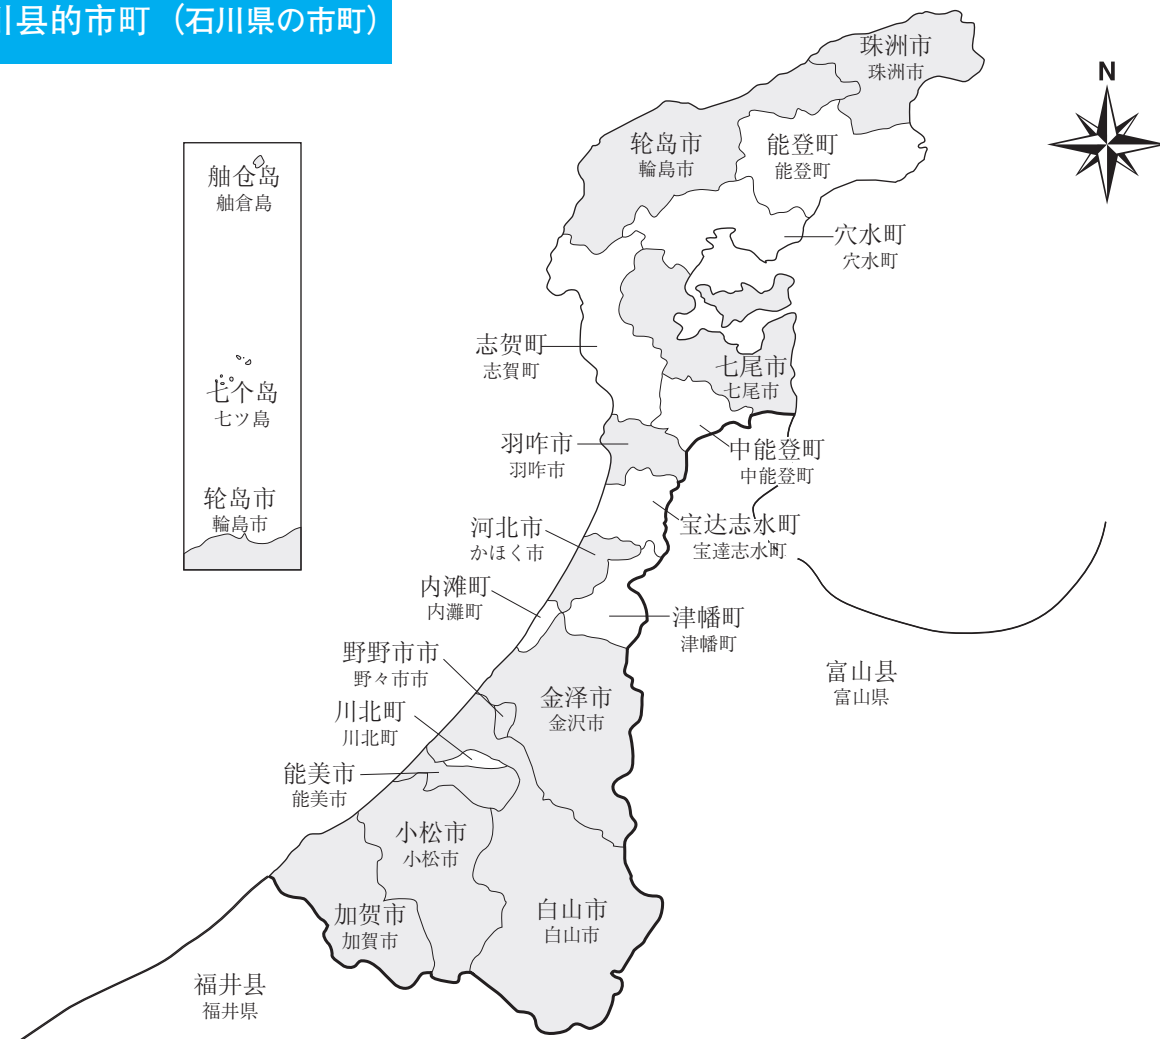 川县的市町（石川県の市町）
珠洲市
珠洲市
N
轮岛市
輪島市
能登町
能登町
舳仓岛
舳倉島
穴水町
穴水町
志贺町
志賀町
七尾市
七尾市
七个岛
七ツ島
羽咋市
羽咋市
中能登町
中能登町
轮岛市
輪島市
河北市
かほく市
宝达志水町
宝達志水町
内滩町
内灘町
津幡町
津幡町
野野市市
野々市市
金泽市
金沢市
富山县
富山県
川北町
川北町
能美市
能美市
小松市
小松市
加贺市
加賀市
白山市
白山市
福井县
福井県